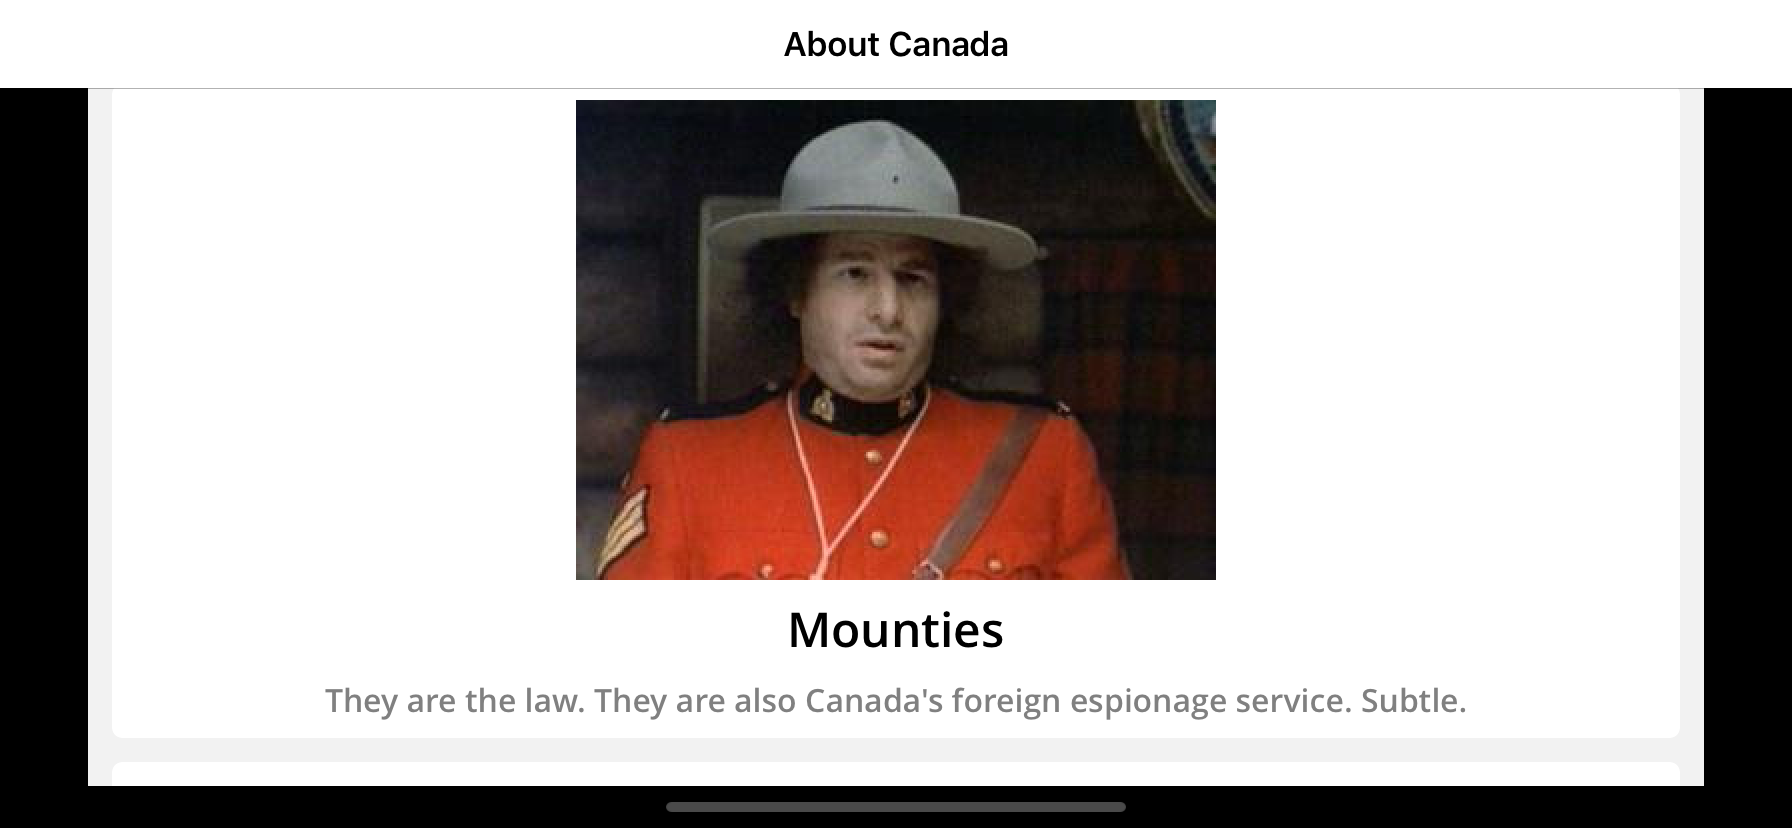 About Canada
Mounties
They are the law. They are also Canada's foreign espionage service. Subtle.